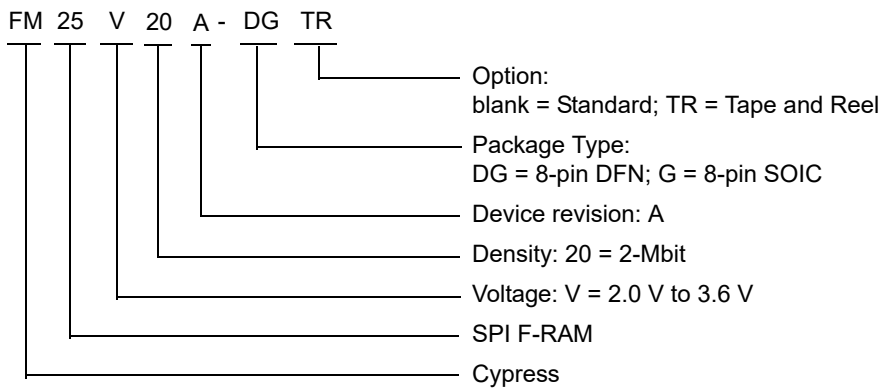 FM 25 V 20 A - DG TR
Option:
blank = Standard; TR = Tape and Reel
Package Type:
DG = 8-pin DFN; G = 8-pin SOIC
Device revision: A
Density: 20 = 2-Mbit
Voltage: V = 2.0 V to 3.6 V
SPI F-RAM
Cypress